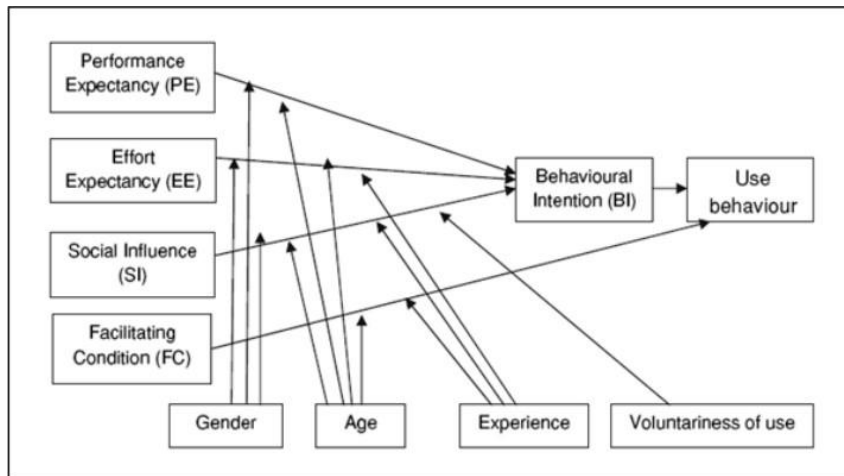 Performance
Expectancy (PE)
Effort
Expectancy (EE)
Social Influence
(SI)
Facilitating
Condition (FC)
Behavioural
Intention (BI)
Use
behaviour
Gender
Age
Experience
Voluntariness of use